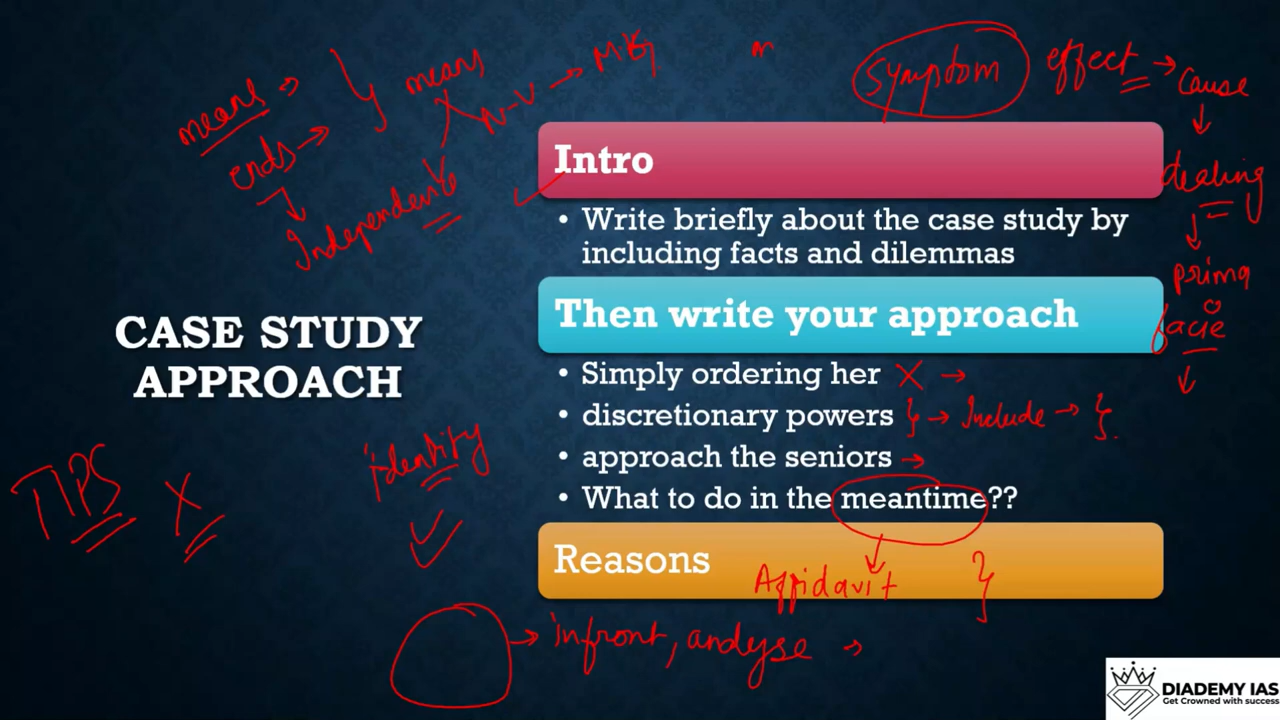 means →
ends →
Independence
means
N-V → MKG
symptom effect → cause
dealing
prima
facie
Intro
• Write briefly about the case study by
including facts and dilemmas
Then write your approach
• Simply ordering her X →
• discretionary powers } → Include → }
• approach the seniors →
• What to do in the meantime??
Reasons
Affidavit }
CASE STUDY
APPROACH
TIPS X
identity
→ infront, analyse →
DIADEMY IAS
Get Crowned with success